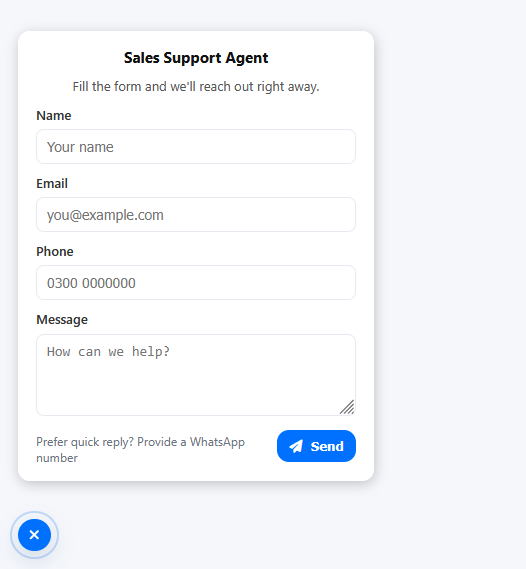 Sales Support Agent
Fill the form and we'll reach out right away.
Name
Your name
Email
you@example.com
Phone
0300 0000000
Message
How can we help?
Prefer quick reply? Provide a WhatsApp
number
Send